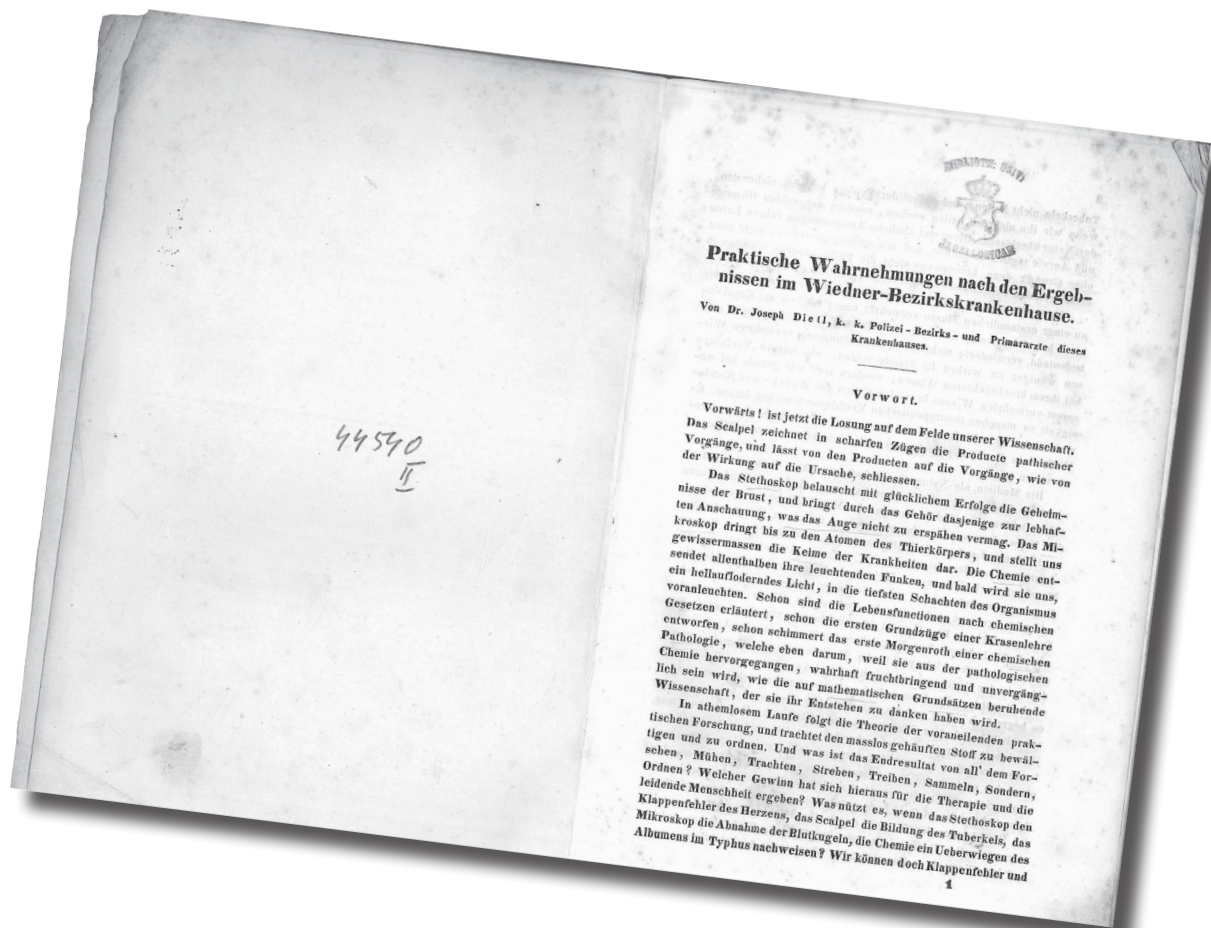 44540
II
BIBLIOTH: UNIV:
JAGELLONICAE
Praktische Wahrnehmungen nach den Ergeb-
nissen im Wiedner-Bezirkskrankenhause.
Von Dr. Joseph Dietl, k. k. Polizei-Bezirks- und Primararzte dieses
Krankenhauses.
Vorwort.
Vorwärts! ist jetzt die Losung auf dem Felde unserer Wissenschaft.
Das Scalpel zeichnet in scharfen Zügen die Producte pathischer
Vorgänge, und lässt von den Producten auf die Vorgänge, wie von
der Wirkung auf die Ursache, schliessen.
Das Stethoskop belauscht mit glücklichem Erfolge die Geheim-
nisse der Brust, und bringt durch das Gehör dasjenige zur lebhaf-
ten Anschauung, was das Auge nicht zu erspähen vermag. Das Mi-
kroskop dringt bis zu den Atomen des Thierkörpers, und stellt uns
gewissermassen die Keime der Krankheiten dar. Die Chemie ent-
sendet allenthalben ihre leuchtenden Funken, und bald wird sie uns,
ein hellauflodernde​s Licht, in die tiefsten Schachten des Organismus
voranleuchten. Schon sind die Lebensfunctionen nach chemischen
Gesetzen erläutert, schon die ersten Grundzüge einer Krasenlehre
entworfen, schon schimmert das erste Morgenroth einer chemischen
Pathologie, welche eben darum, weil sie aus der pathologischen
Chemie hervorgegangen, wahrhaft fruchtbringend und unvergäng-
lich sein wird, wie die auf mathematischen Grundsätzen beruhende
Wissenschaft, der sie ihr Entstehen zu danken haben wird.
In athemlosem Laufe folgt die Theorie der voraneilenden prak-
tischen Forschung, und trachtet den masslos gehäuften Stoff zu bewäl-
tigen und zu ordnen. Und was ist das Endresultat von all' dem For-
schen, Mühen, Trachten, Streben, Treiben, Sammeln, Sondern,
Ordnen? Welcher Gewinn hat sich hieraus für die Therapie und die
leidende Menschheit ergeben? Was nützt es, wenn das Stethoskop den
Klappenfehler des Herzens, das Scalpel die Bildung des Tuberkels, das
Mikroskop die Abnahme der Blutkugeln, die Chemie ein Ueberwiegen des
Albumens im Typhus nachweisen? Wir können doch Klappenfehler und
1